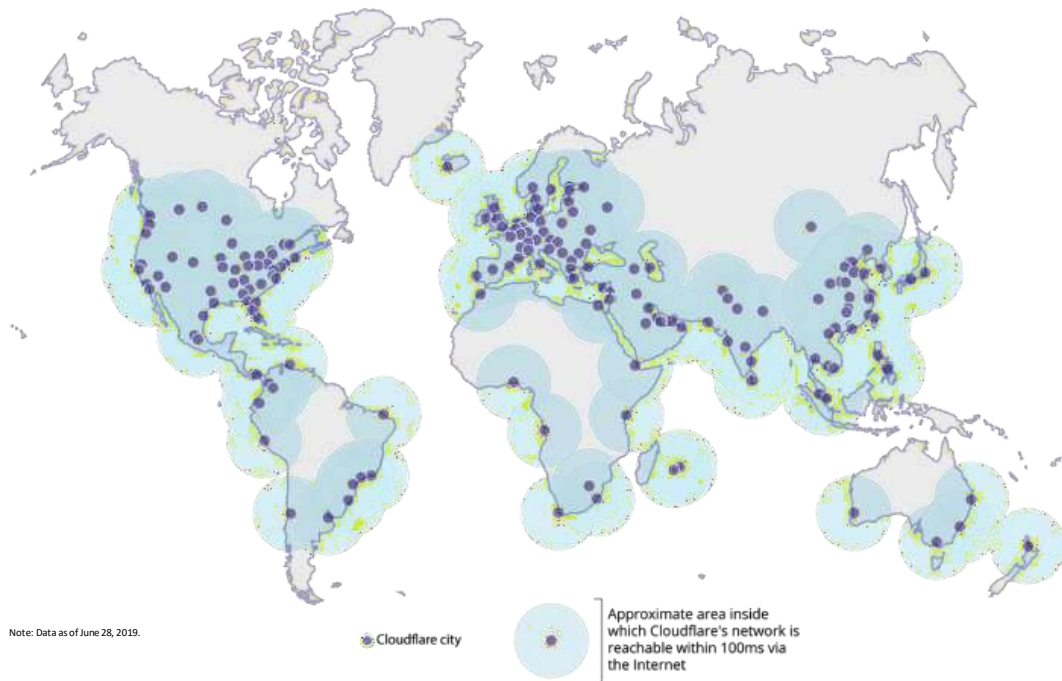 Note: Data as of June 28, 2019.
Cloudflare city
Approximate area inside
which Cloudflare's network is
reachable within 100ms via
the Internet